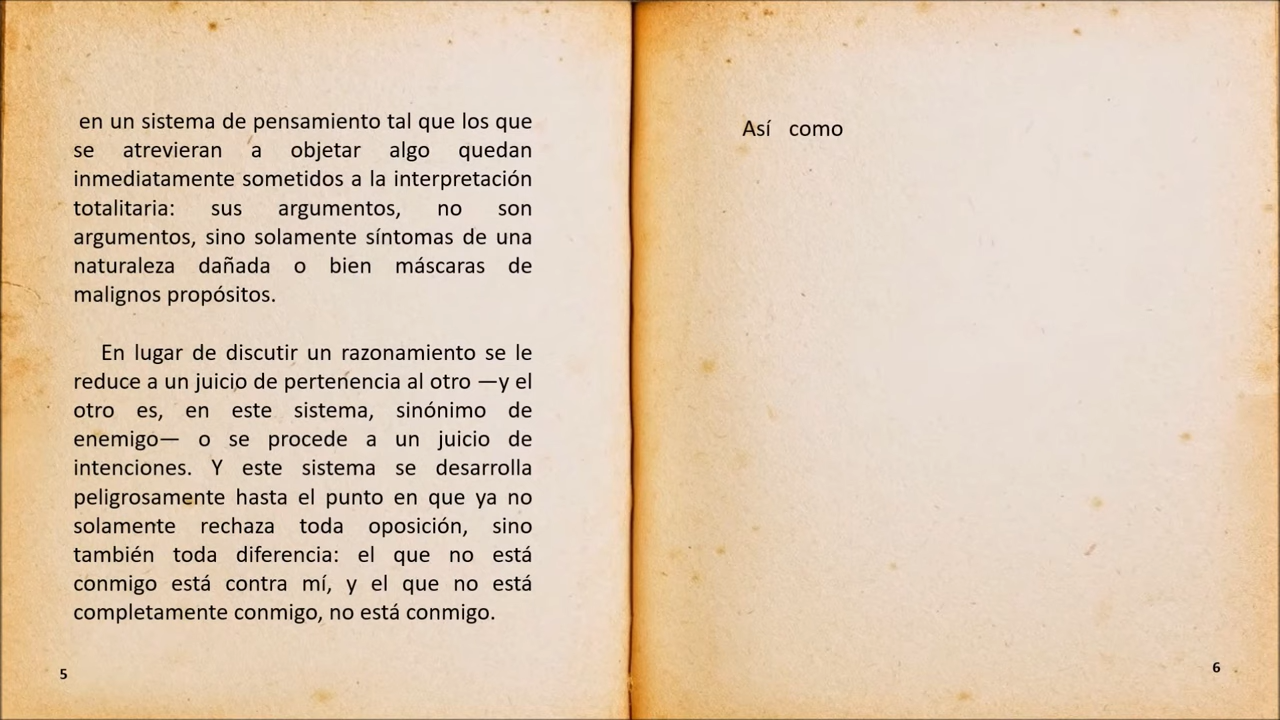 en un sistema de pensamiento tal que los que
se atrevieran a objetar algo quedan
inmediatamente sometidos a la interpretación
totalitaria: sus argumentos, no son
argumentos, sino solamente síntomas de una
naturaleza dañada o bien máscaras de
malignos propósitos.
En lugar de discutir un razonamiento se le
reduce a un juicio de pertenencia al otro —y el
otro es, en este sistema, sinónimo de
enemigo— o se procede a un juicio de
intenciones. Y este sistema se desarrolla
peligrosamente hasta el punto en que ya no
solamente rechaza toda oposición, sino
también toda diferencia: el que no está
conmigo está contra mí, y el que no está
completamente conmigo, no está conmigo.
5
Así como
6